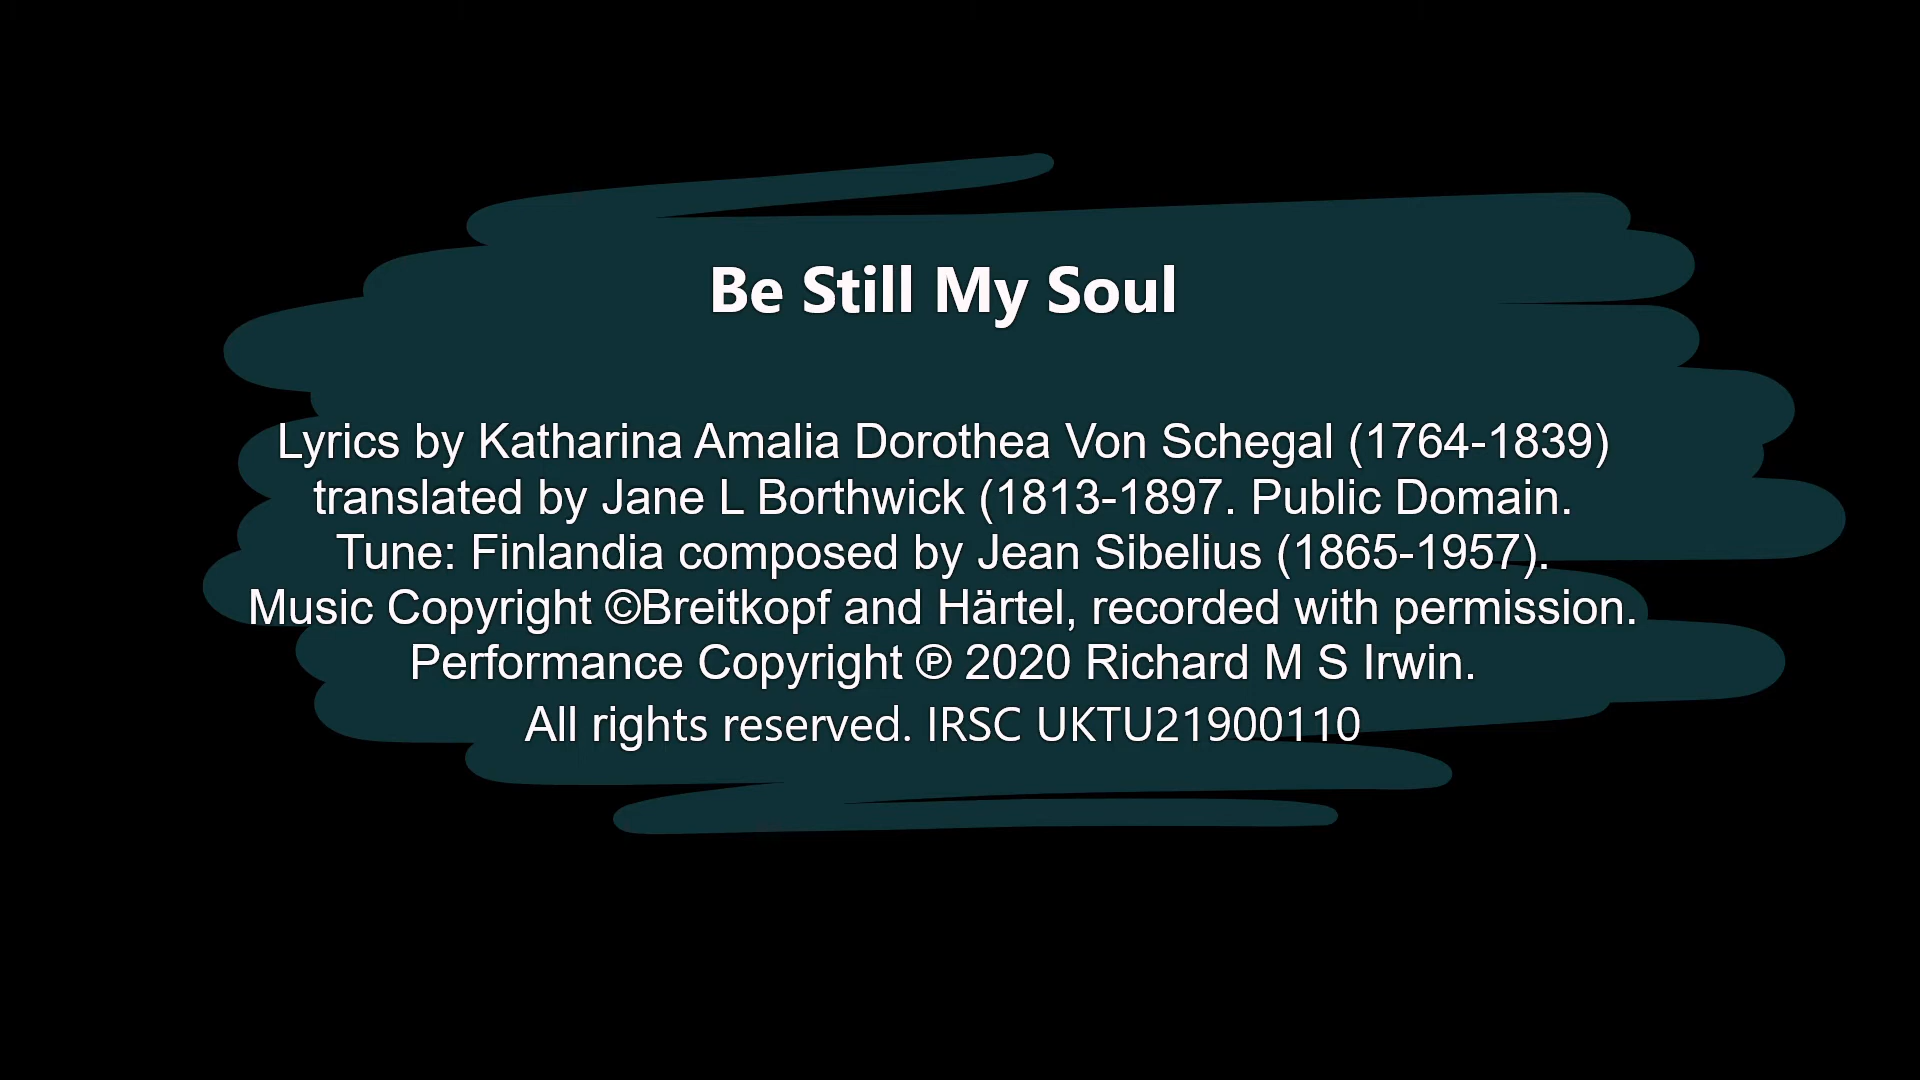 Be Still My Soul
Lyrics by Katharina Amalia Dorothea Von Schegal (1764-1839)
translated by Jane L Borthwick (1813-1897. Public Domain.
Tune: Finlandia composed by Jean Sibelius (1865-1957).
Music Copyright ©Breitkopf and Härtel, recorded with permission.
Performance Copyright ℗ 2020 Richard M S Irwin.
All rights reserved. IRSC UKTU21900110